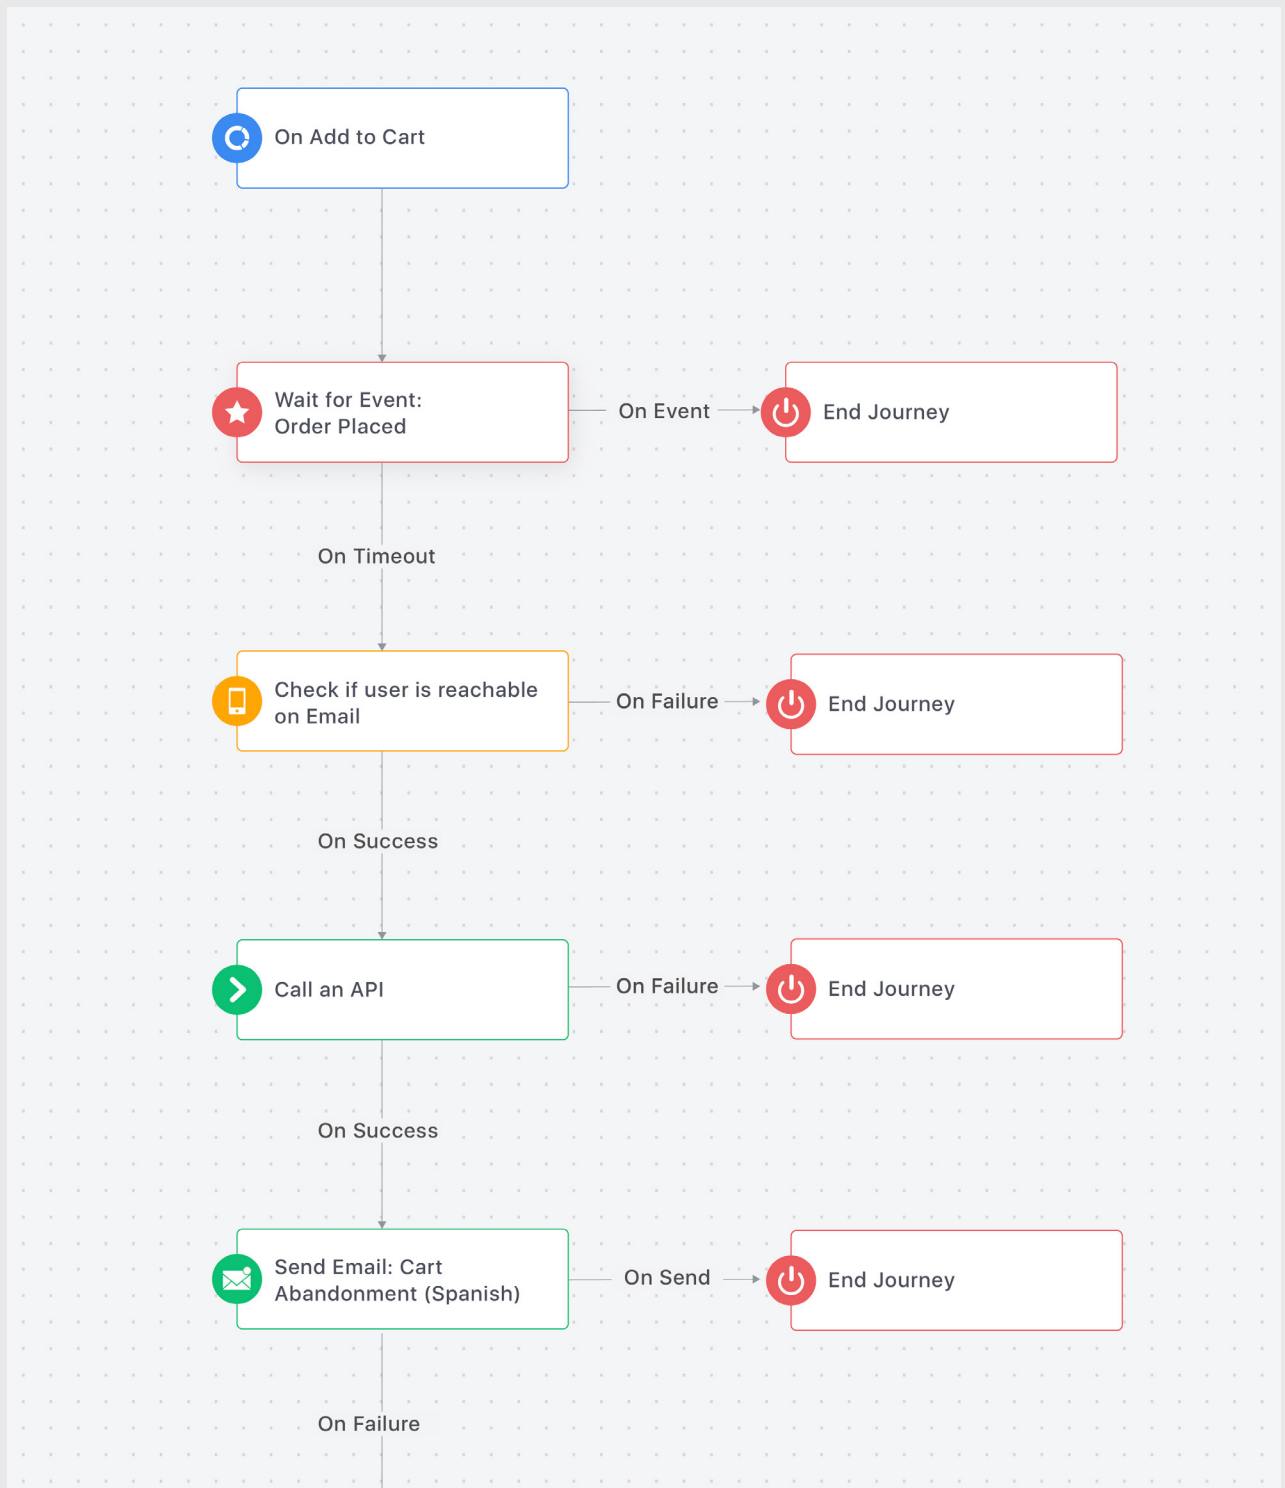 On Add to Cart
Wait for Event:
Order Placed
On Event
End Journey
On Timeout
Check if user is reachable
on Email
On Failure
End Journey
On Success
Call an API
On Failure
End Journey
On Success
Send Email: Cart
Abandonment (Spanish)
On Send
End Journey
On Failure